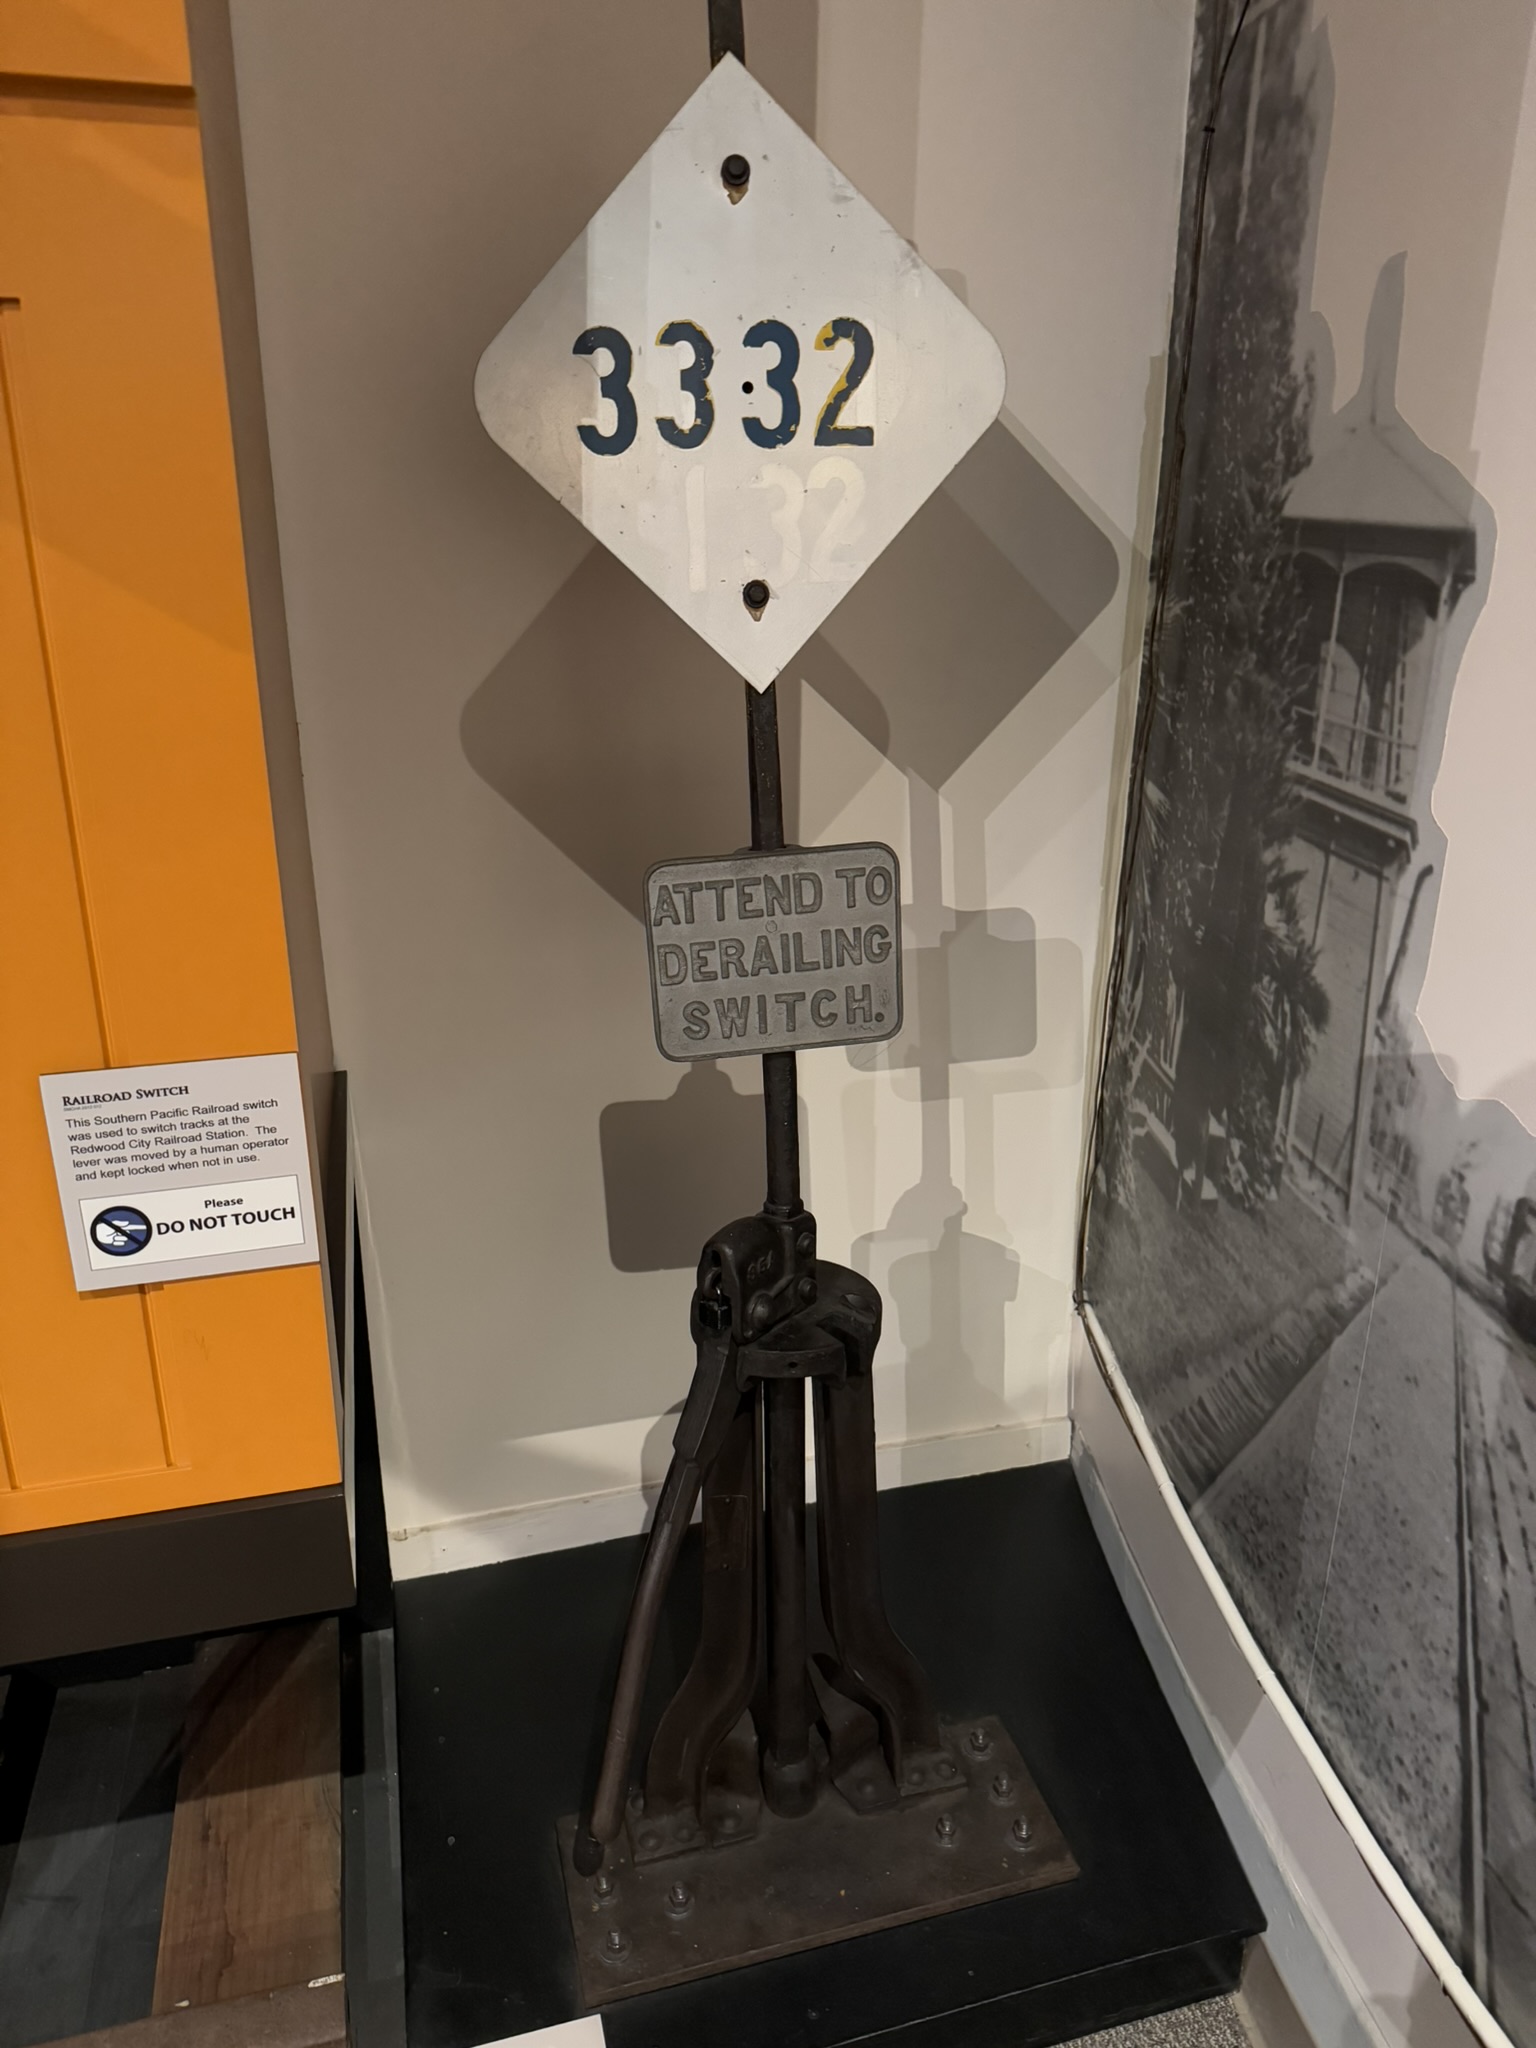 3332
132
ATTEND TO
DERAILING
SWITCH.
RAILROAD SWITCH
This Southern Pacific Railroad switch
was used to switch tracks at the
Redwood City Railroad Station. The
lever was moved by a human operator
and kept locked when not in use.
Please
DO NOT TOUCH